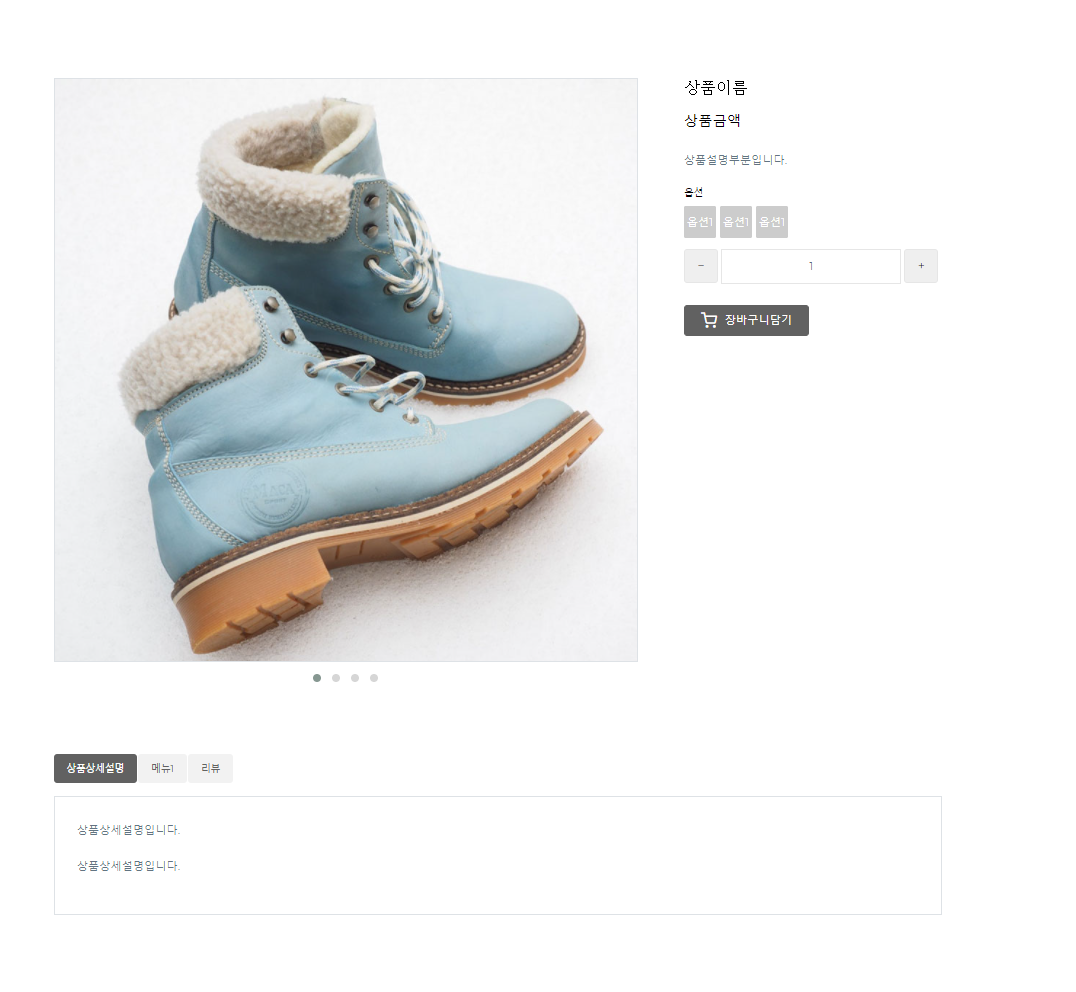 상품이름
상품금액
상품설명부분입니다.
옵션
옵션1 옵션1 옵션1
− 1 +
장바구니담기
상품상세설명 메뉴1 리뷰
상품상세설명입니다.
상품상세설명입니다.